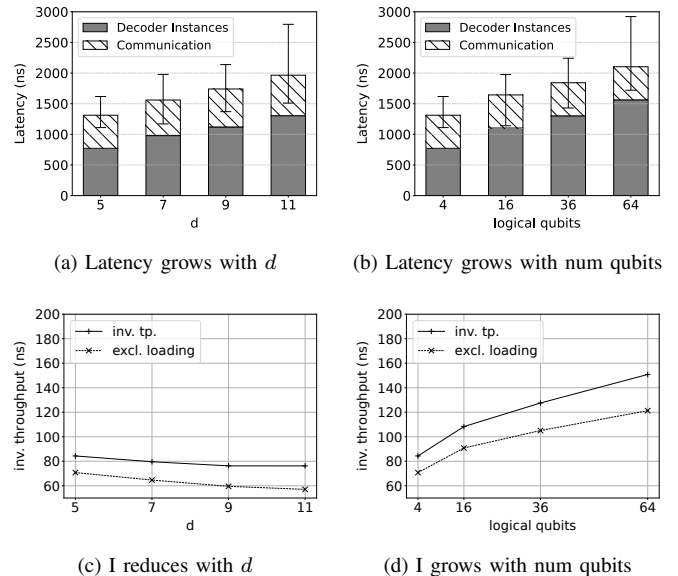 3000
2500
2000
1500
1000
500
0
Latency (ns)
Decoder Instances
Communication
5 7 9 11
d
(a) Latency grows with d
3000
2500
2000
1500
1000
500
0
Latency (ns)
Decoder Instances
Communication
4 16 36 64
logical qubits
(b) Latency grows with num qubits
200
180
160
140
120
100
80
60
inv. throughput (ns)
inv. tp.
excl. loading
5 7 9 11
d
(c) I reduces with d
200
180
160
140
120
100
80
60
inv. throughput (ns)
inv. tp.
excl. loading
4 16 36 64
logical qubits
(d) I grows with num qubits